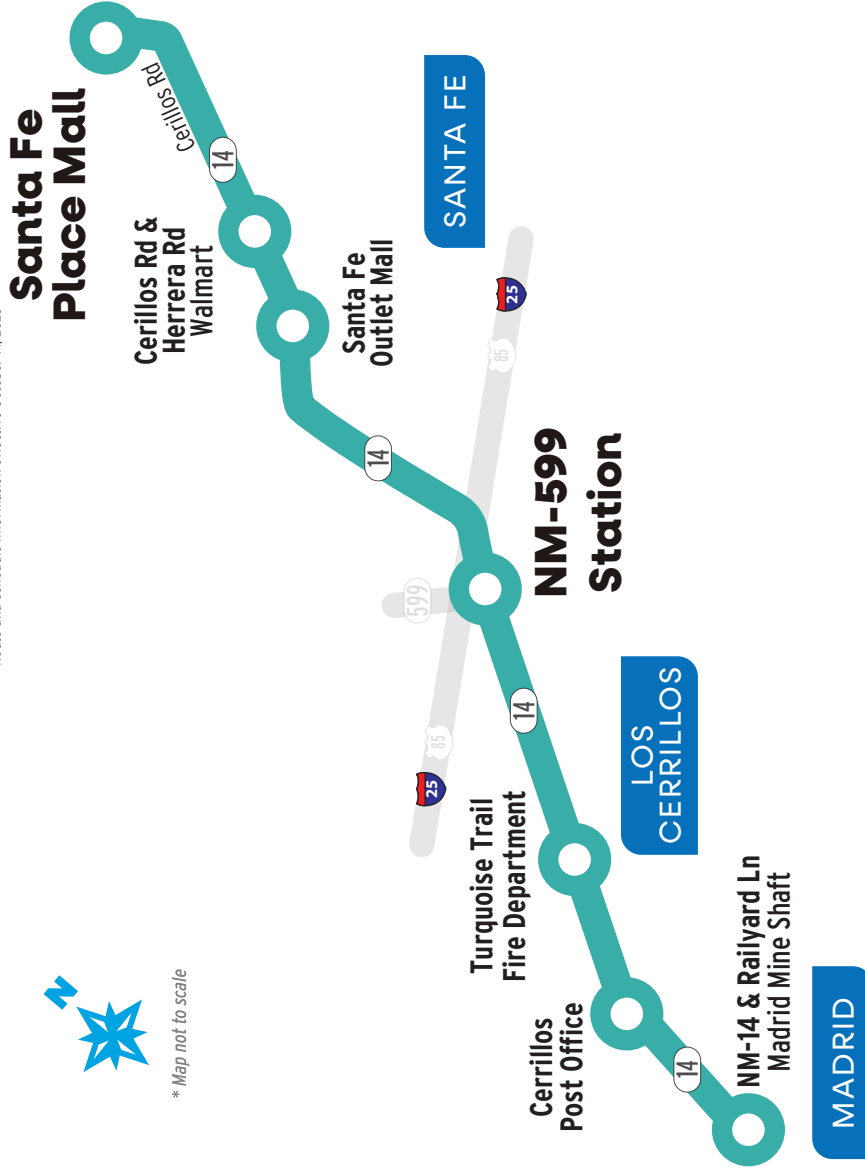 Santa Fe
Place Mall
Cerillos Rd
14
Cerillos Rd &
Herrera Rd
Walmart
Santa Fe
Outlet Mall
SANTA FE
25
85
14
NM-599
Station
599
14
85
25
LOS
CERRILLOS
Turquoise Trail
Fire Department
Cerrillos
Post Office
14
NM-14 & Railyard Ln
Madrid Mine Shaft
MADRID
N
* Map not to scale